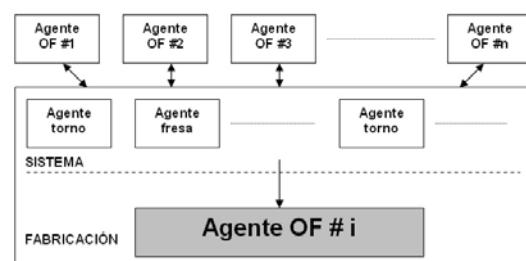 Agente
OF #1
Agente
OF #2
Agente
OF #3
Agente
OF #n
Agente
torno
Agente
fresa
Agente
torno
SISTEMA
FABRICACIÓN
Agente OF # i